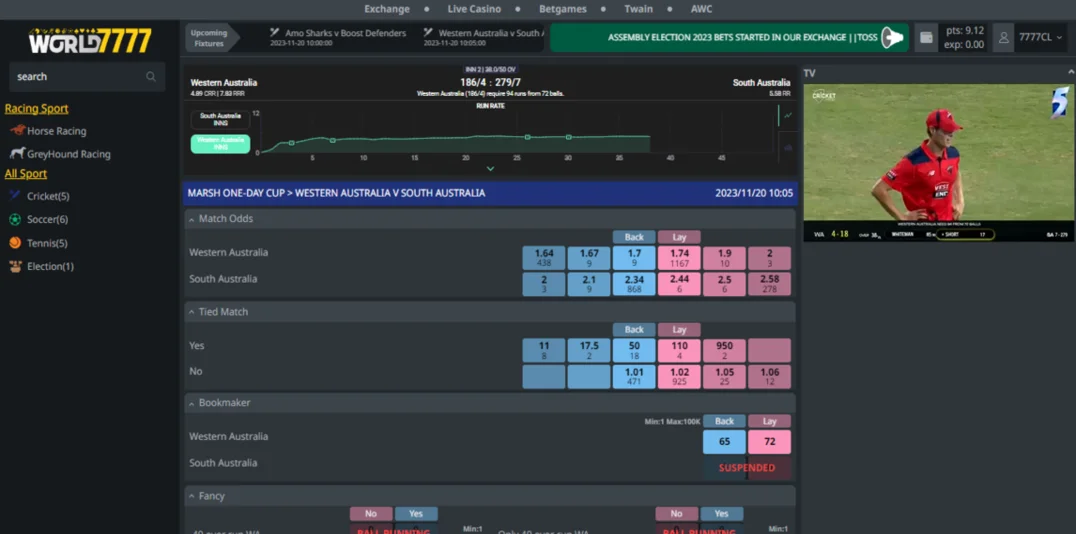 Exchange • Live Casino • Betgames • Twain • AWC
WORLD7777
search
Racing Sport
Horse Racing
GreyHound Racing
All Sport
Cricket(5)
Soccer(6)
Tennis(5)
Election(1)
Upcoming
Fixtures
Amo Sharks v Boost Defenders
2023-11-20 10:00:00
Western Australia v South A
2023-11-20 10:05:00
ASSEMBLY ELECTION 2023 BETS STARTED IN OUR EXCHANGE | |TOSS
pts: 9.12
exp: 0.00
7777CL
INN 2 | 38.0/50 OV
Western Australia 186/4 : 279/7 South Australia
4.89 CRR | 7.83 RRR Western Australia (186/4) require 94 runs from 72 balls. 5.58 RR
RUN RATE
South Australia
INNS
Western Australia
INNS
12
0
5 10 15 20 25 30 35 40 45
MARSH ONE-DAY CUP > WESTERN AUSTRALIA V SOUTH AUSTRALIA 2023/11/20 10:05
Match Odds
Back Lay
Western Australia 1.64 1.67 1.7 1.74 1.9 2
438 9 9 1167 10 3
South Australia 2 2.1 2.34 2.44 2.5 2.58
3 9 868 6 6 278
Tied Match
Back Lay
Yes 11 17.5 50 110 950
8 2 18 4 2
No 1.01 1.02 1.05 1.06
471 925 25 12
Bookmaker
Min:1 Max:100K Back Lay
Western Australia 65 72
South Australia SUSPENDED
Fancy
No Yes No Yes
BALL RUNNING Min:1 BALL RUNNING Min:1
40 over run WA Only 40 over run WA
TV
CRICKET
5
WEST
END
WA 4-18 WHITEMAN SHORT 17 7-279